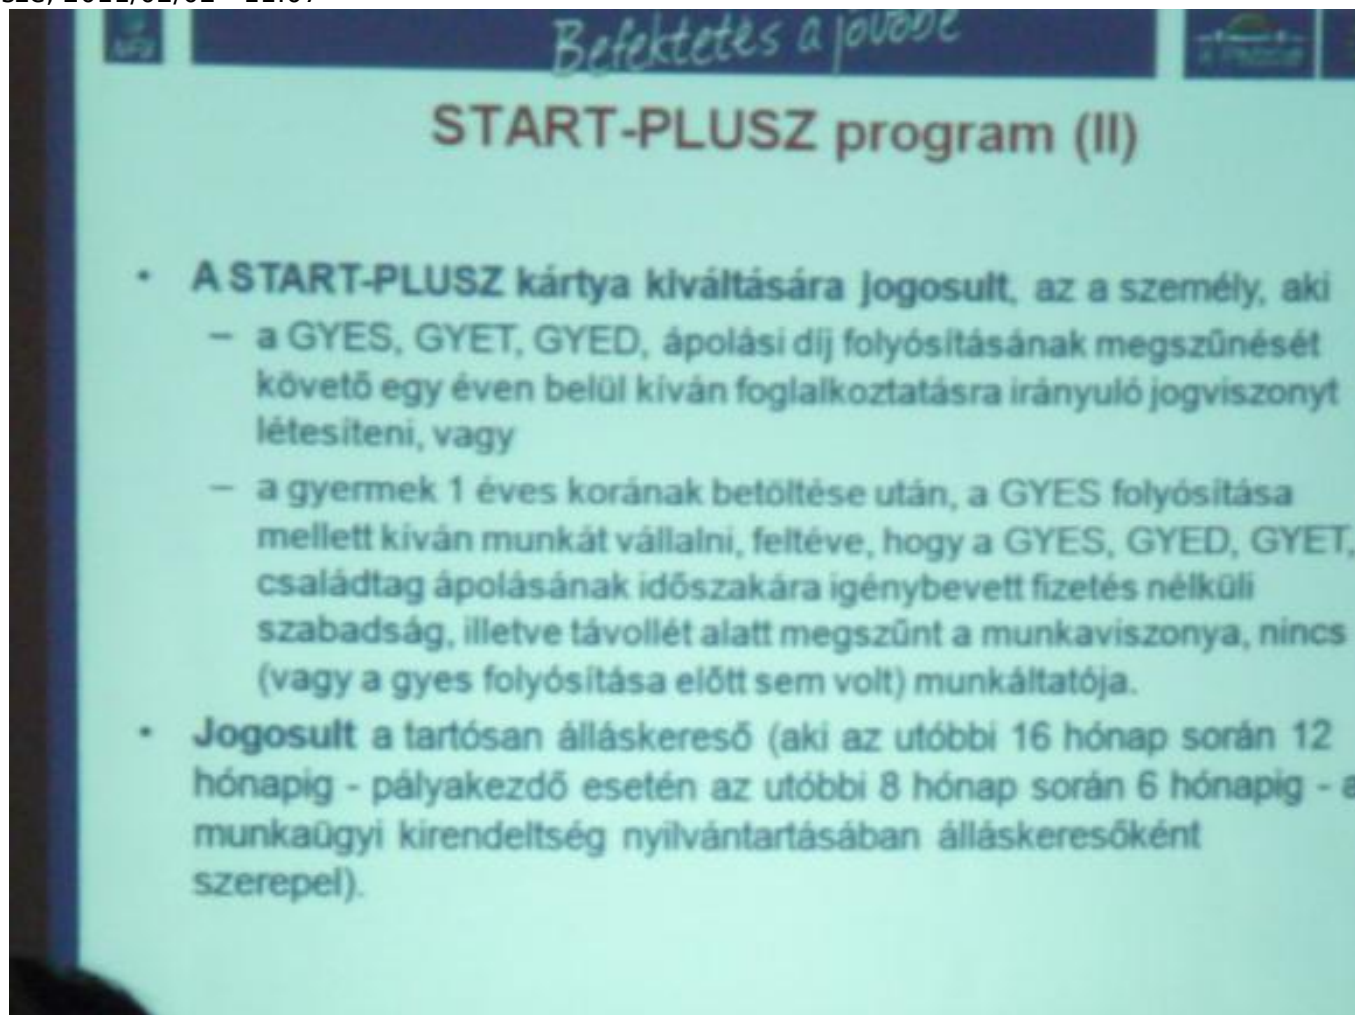 Befektetés a jövőbe
START-PLUSZ program (II)
• A START-PLUSZ kártya kiváltására jogosult, az a személy, aki
– a GYES, GYET, GYED, ápolási díj folyósításának megszűnését
követő egy éven belül kíván foglalkoztatásra irányuló jogviszonyt
létesíteni, vagy
– a gyermek 1 éves korának betöltése után, a GYES folyósítása
mellett kíván munkát vállalni, feltéve, hogy a GYES, GYED, GYET,
családtag ápolásának időszakára igénybevett fizetés nélküli
szabadság, illetve távollét alatt megszűnt a munkaviszonya, nincs
(vagy a gyes folyósítása előtt sem volt) munkáltatója.
• Jogosult a tartósan álláskereső (aki az utóbbi 16 hónap során 12
hónapig - pályakezdő esetén az utóbbi 8 hónap során 6 hónapig - a
munkaügyi kirendeltség nyilvántartásában álláskeresőként
szerepel).